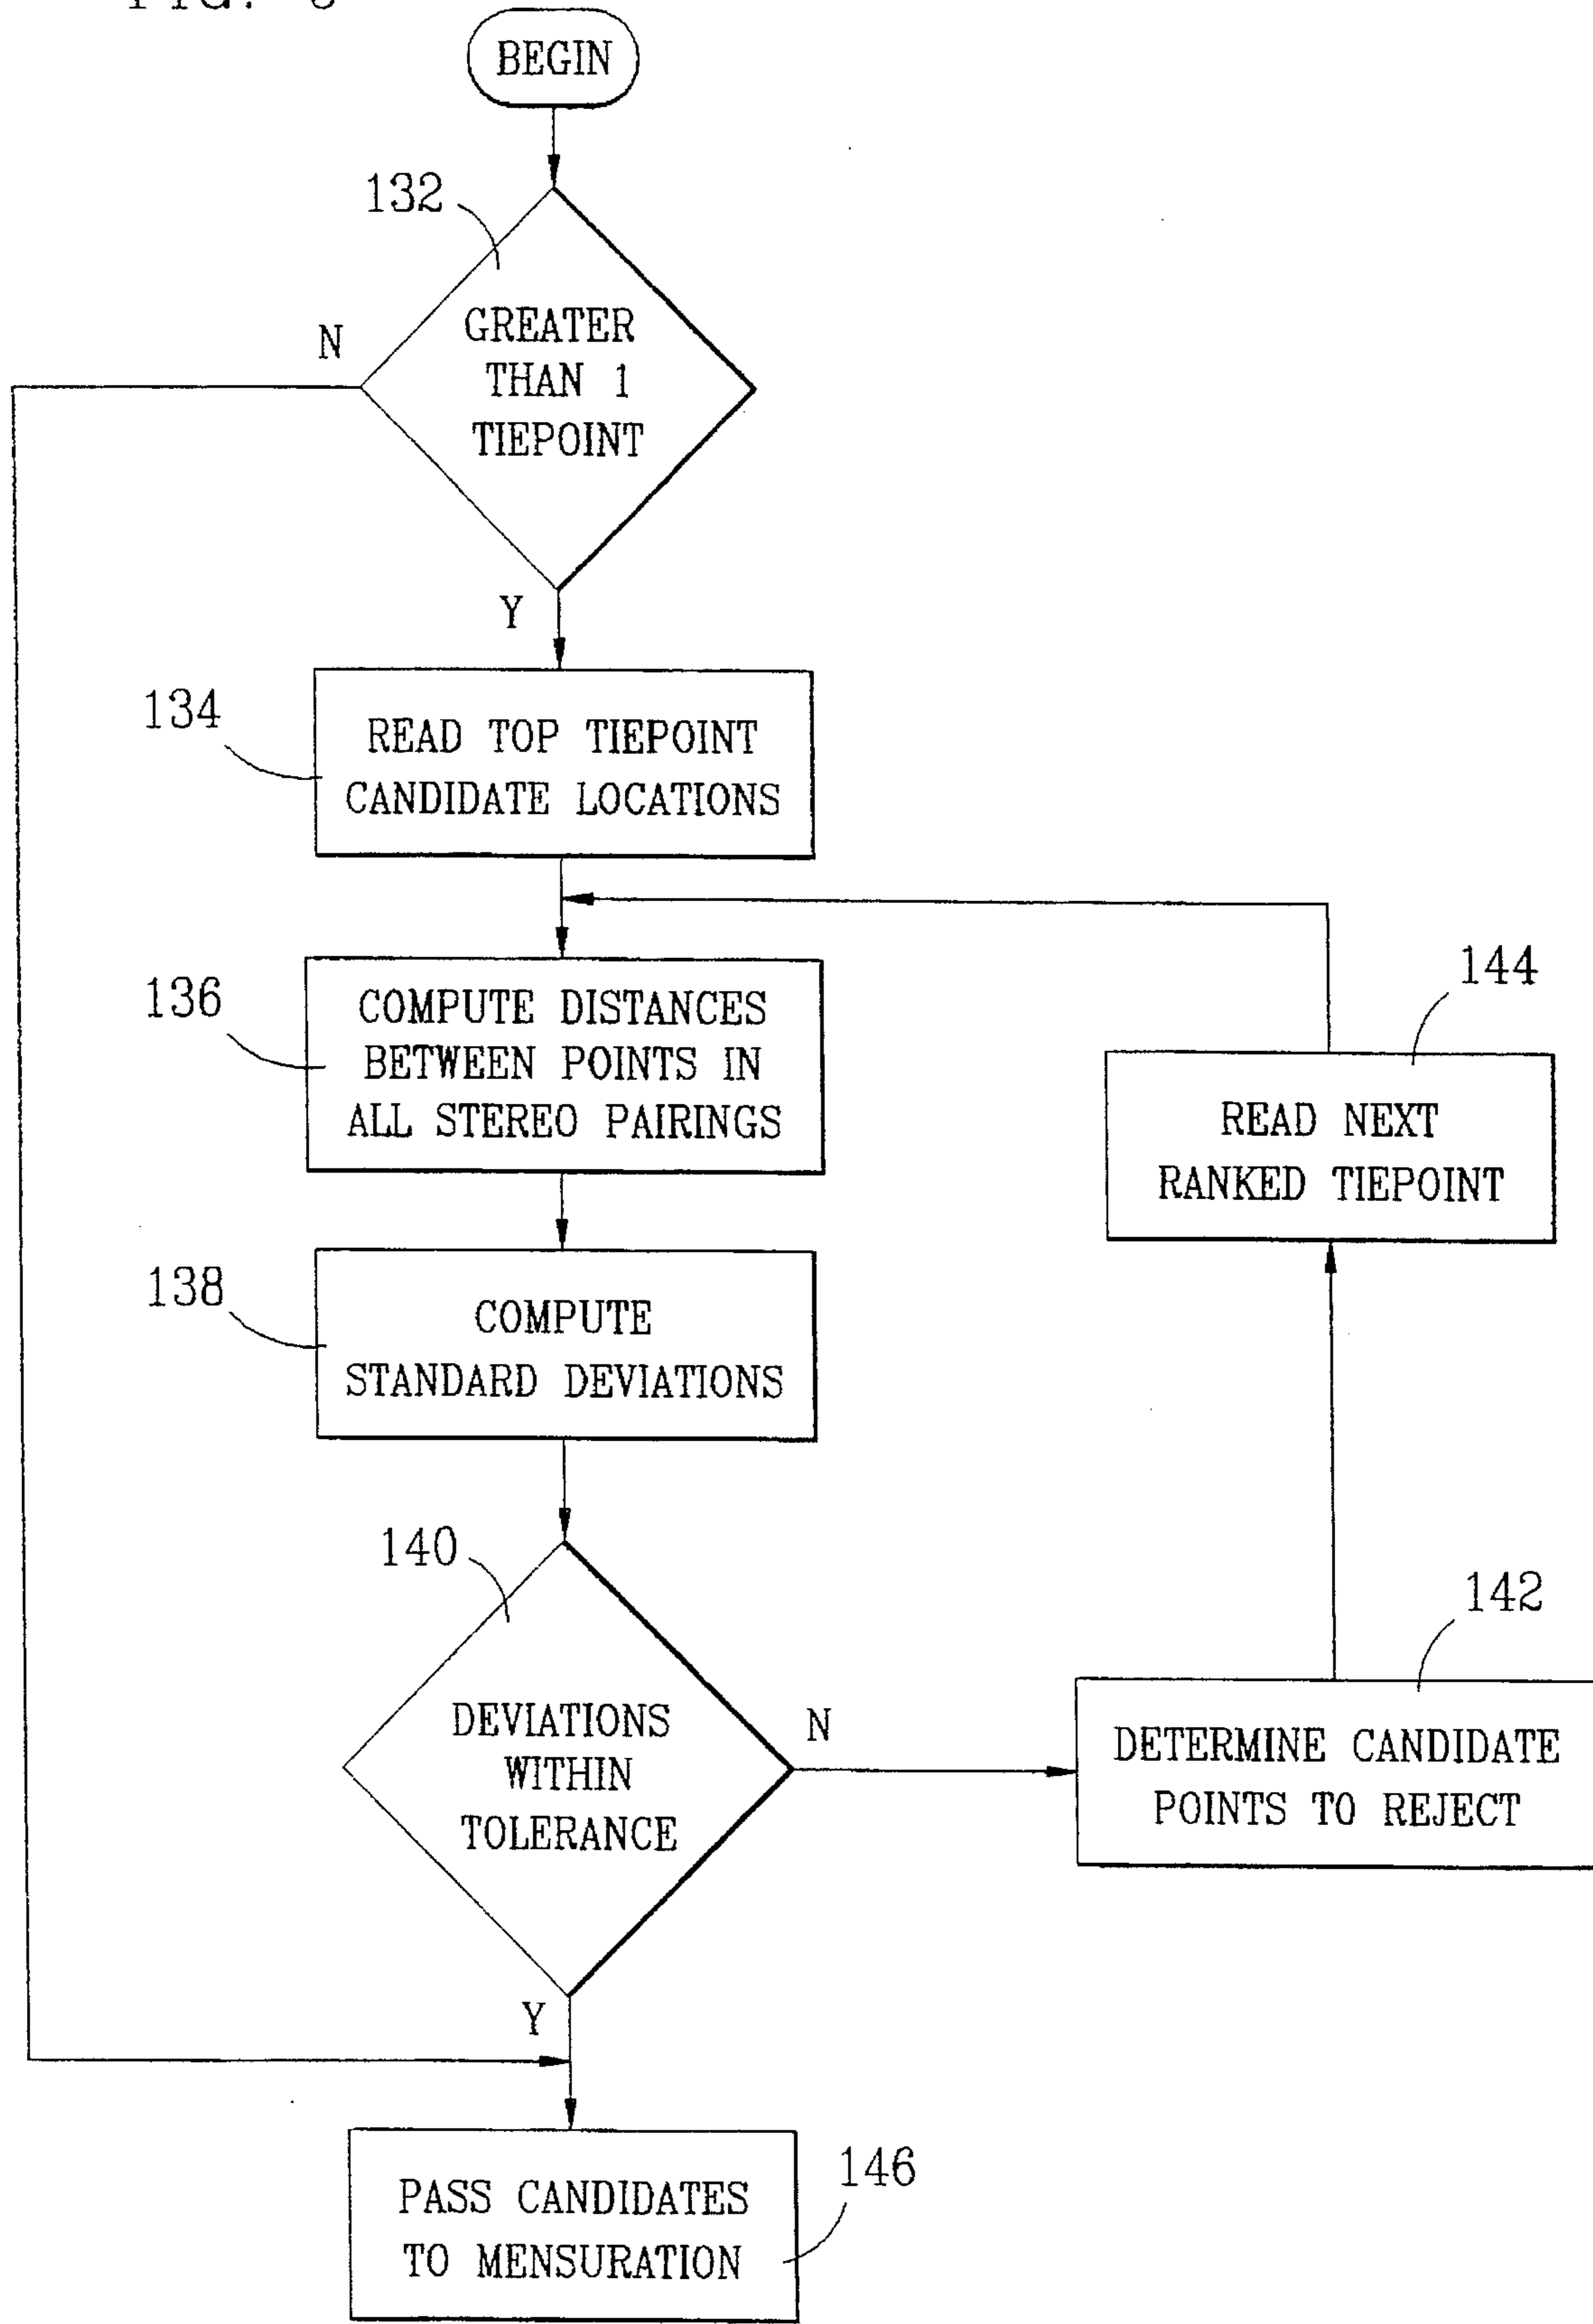 BEGIN
132
GREATER
THAN 1
TIEPOINT
N
Y
134
READ TOP TIEPOINT
CANDIDATE LOCATIONS
136
COMPUTE DISTANCES
BETWEEN POINTS IN
ALL STEREO PAIRINGS
144
READ NEXT
RANKED TIEPOINT
138
COMPUTE
STANDARD DEVIATIONS
140
DEVIATIONS
WITHIN
TOLERANCE
N
Y
142
DETERMINE CANDIDATE
POINTS TO REJECT
146
PASS CANDIDATES
TO MENSURATION